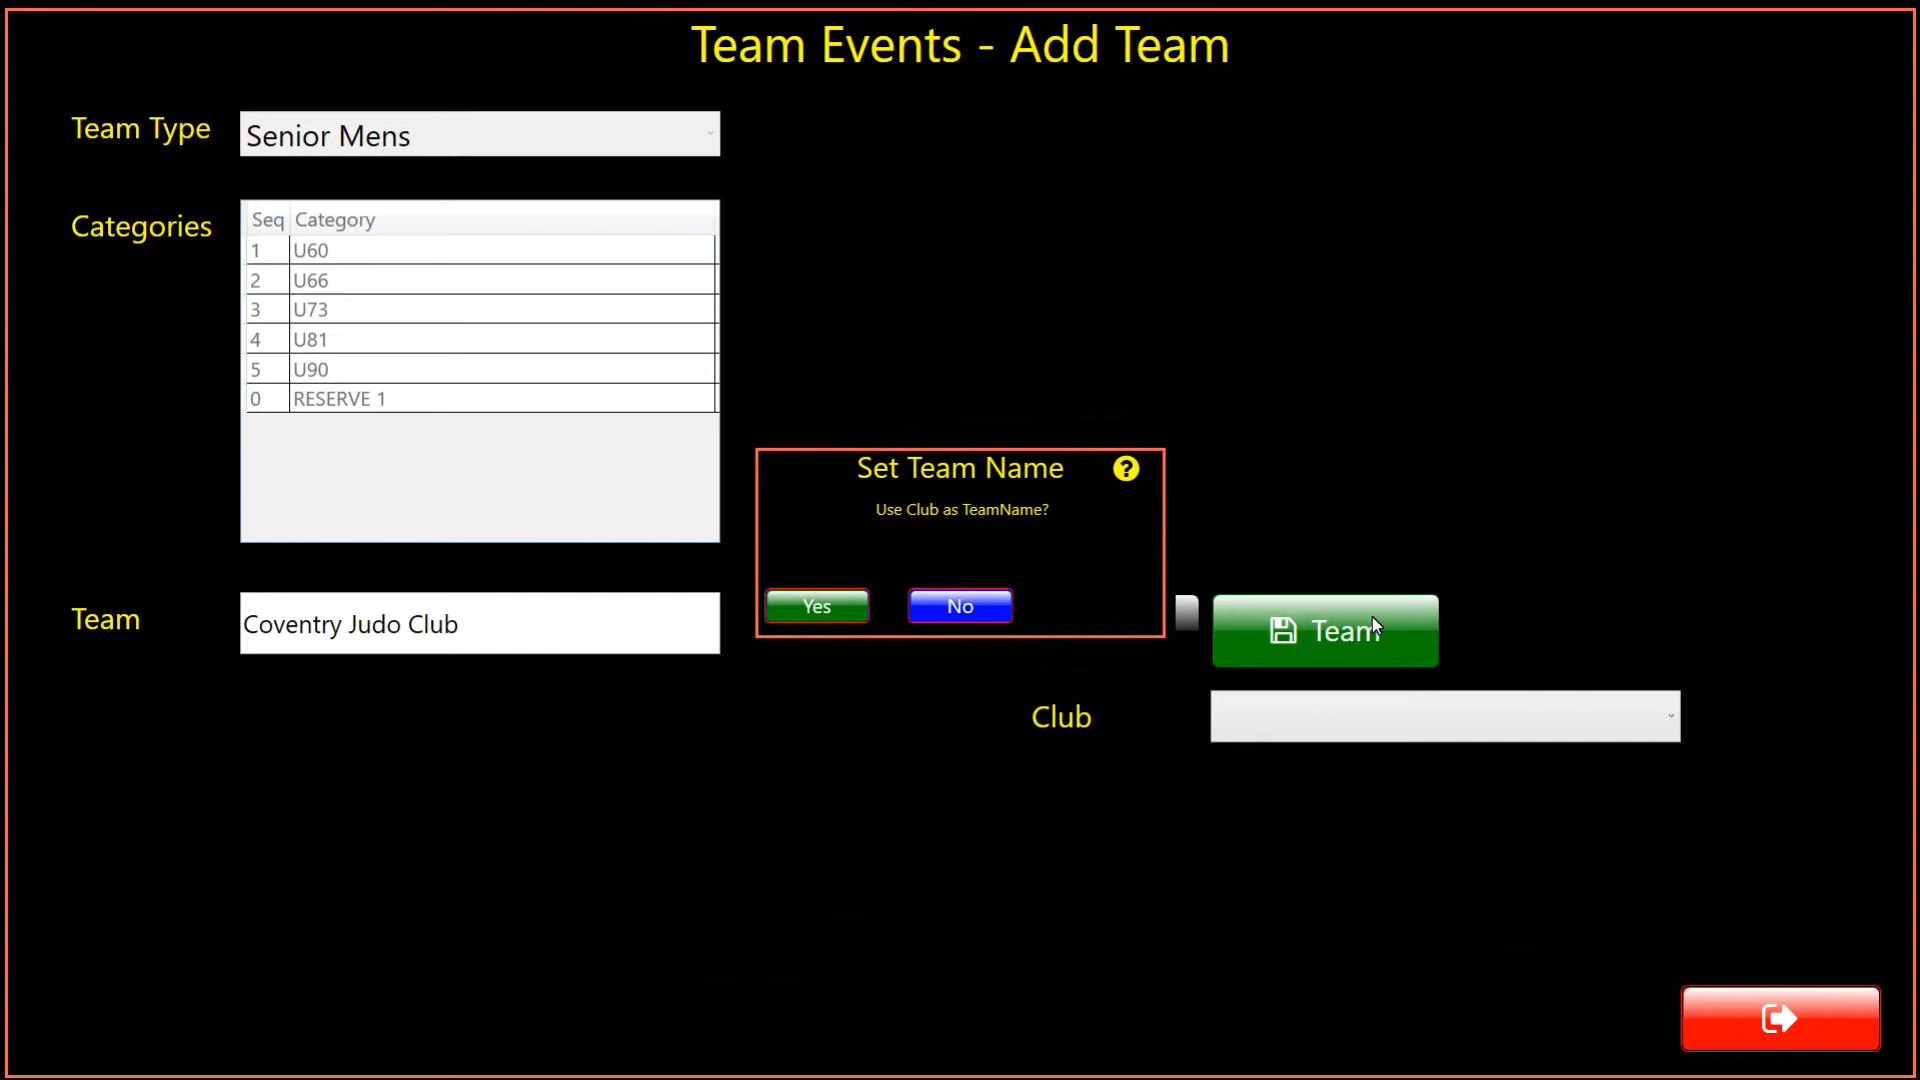 Team Events - Add Team
Team Type
Senior Mens
Categories
Seq Category
1 U60
2 U66
3 U73
4 U81
5 U90
0 RESERVE 1
Set Team Name ?
Use Club as TeamName?
Yes No
Team
Coventry Judo Club
Team
Club